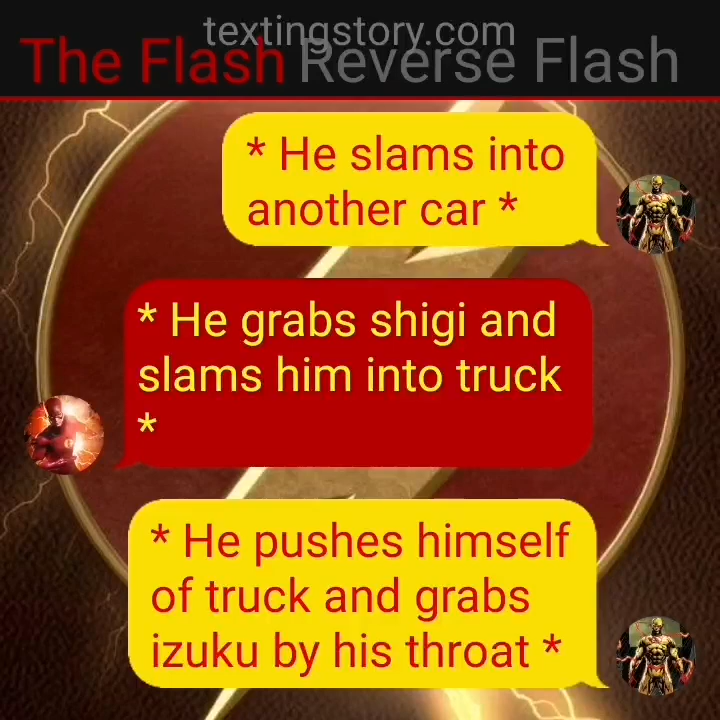 textingstory.com
The Flash Reverse Flash
* He slams into
another car *
* He grabs shigi and
slams him into truck
*
* He pushes himself
of truck and grabs
izuku by his throat *